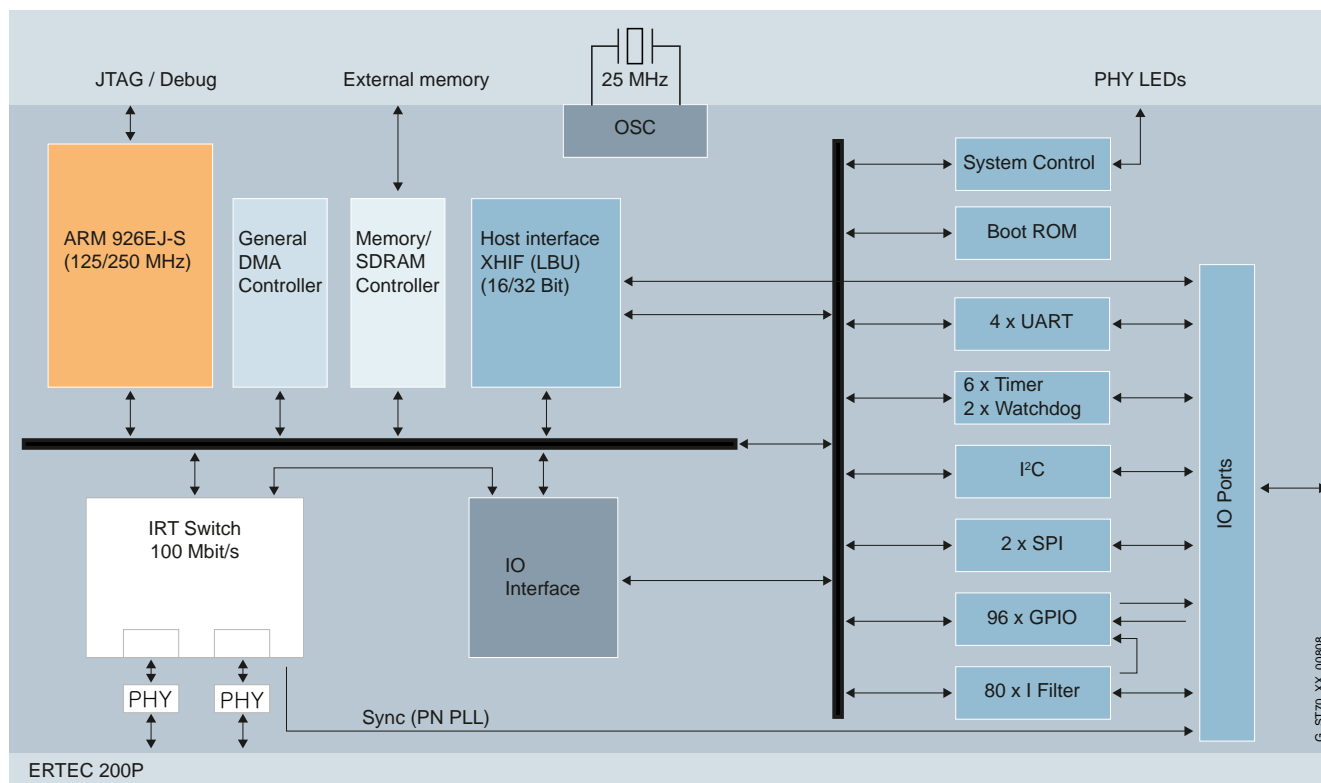 JTAG / Debug
External memory
25 MHz
PHY LEDs
OSC
ARM 926EJ-S
(125/250 MHz)
General
DMA
Controller
Memory/
SDRAM
Controller
Host interface
XHIF (LBU)
(16/32 Bit)
System Control
Boot ROM
4 x UART
6 x Timer
2 x Watchdog
I²C
2 x SPI
96 x GPIO
80 x I Filter
IO Ports
IRT Switch
100 Mbit/s
IO
Interface
PHY
PHY
Sync (PN PLL)
G_ST70_XX_00808
ERTEC 200P